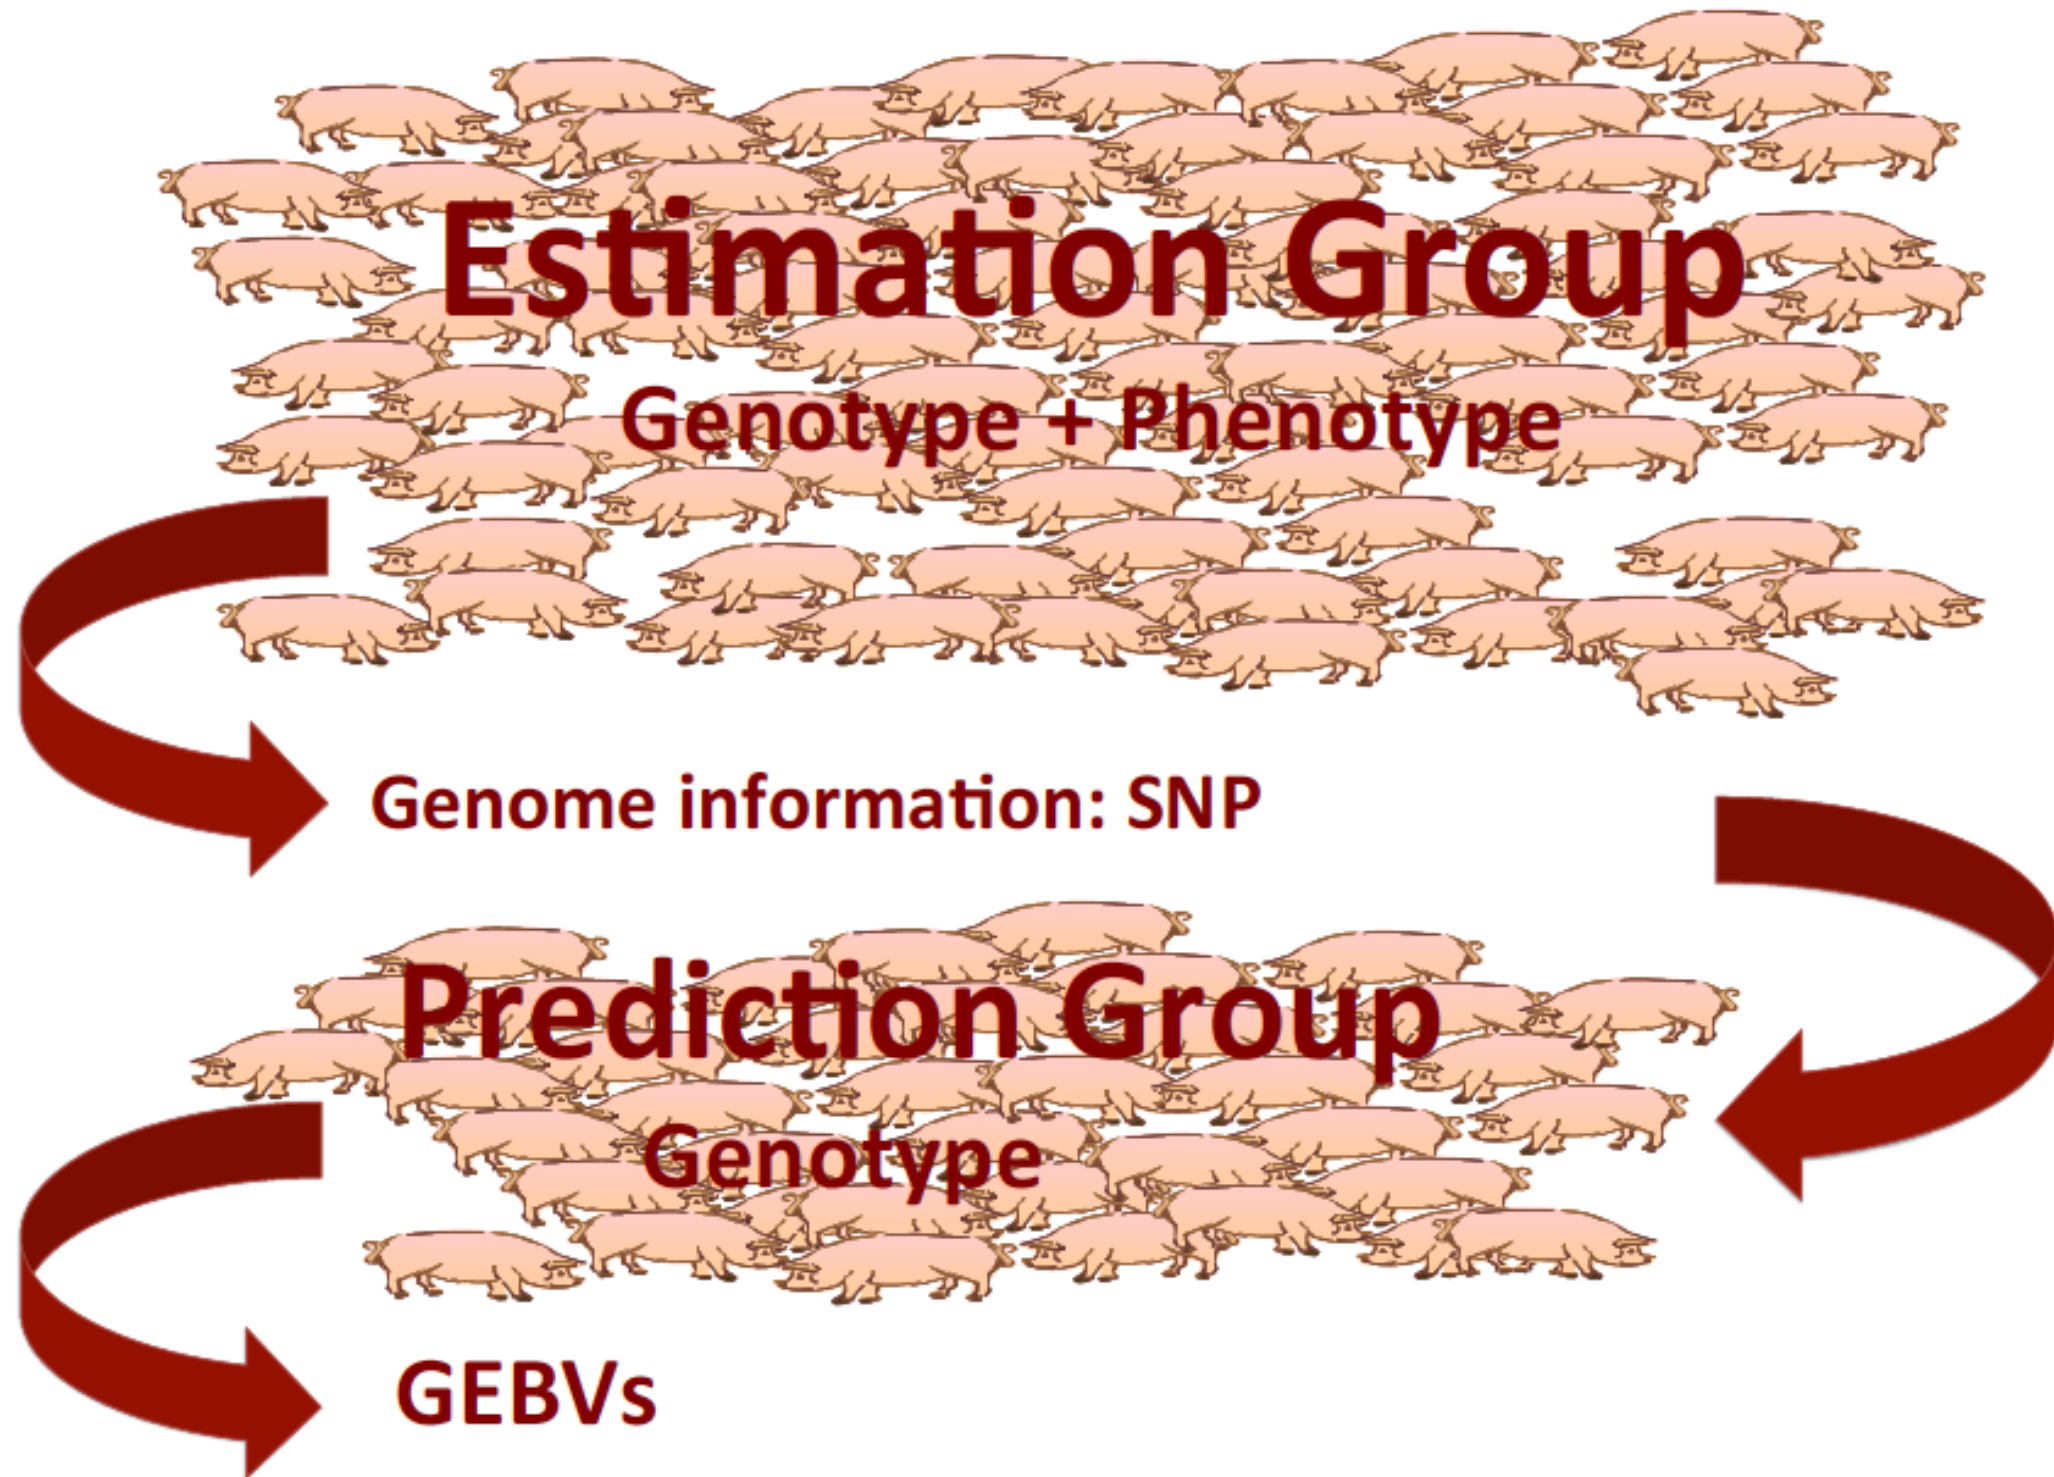 Estimation Group
Genotype + Phenotype
Genome information: SNP
Prediction Group
Genotype
GEBVs